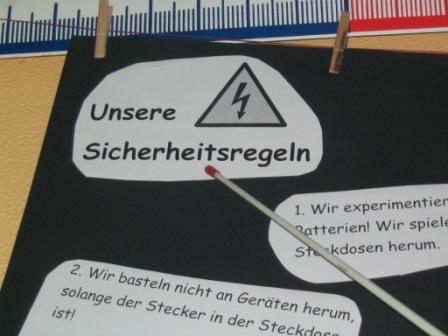 Unsere
Sicherheitsregeln
1. Wir experimentier
Batterien! Wir spiele
Steckdosen herum.
2. Wir basteln nicht an Geräten herum,
solange der Stecker in der Steckdose
ist!